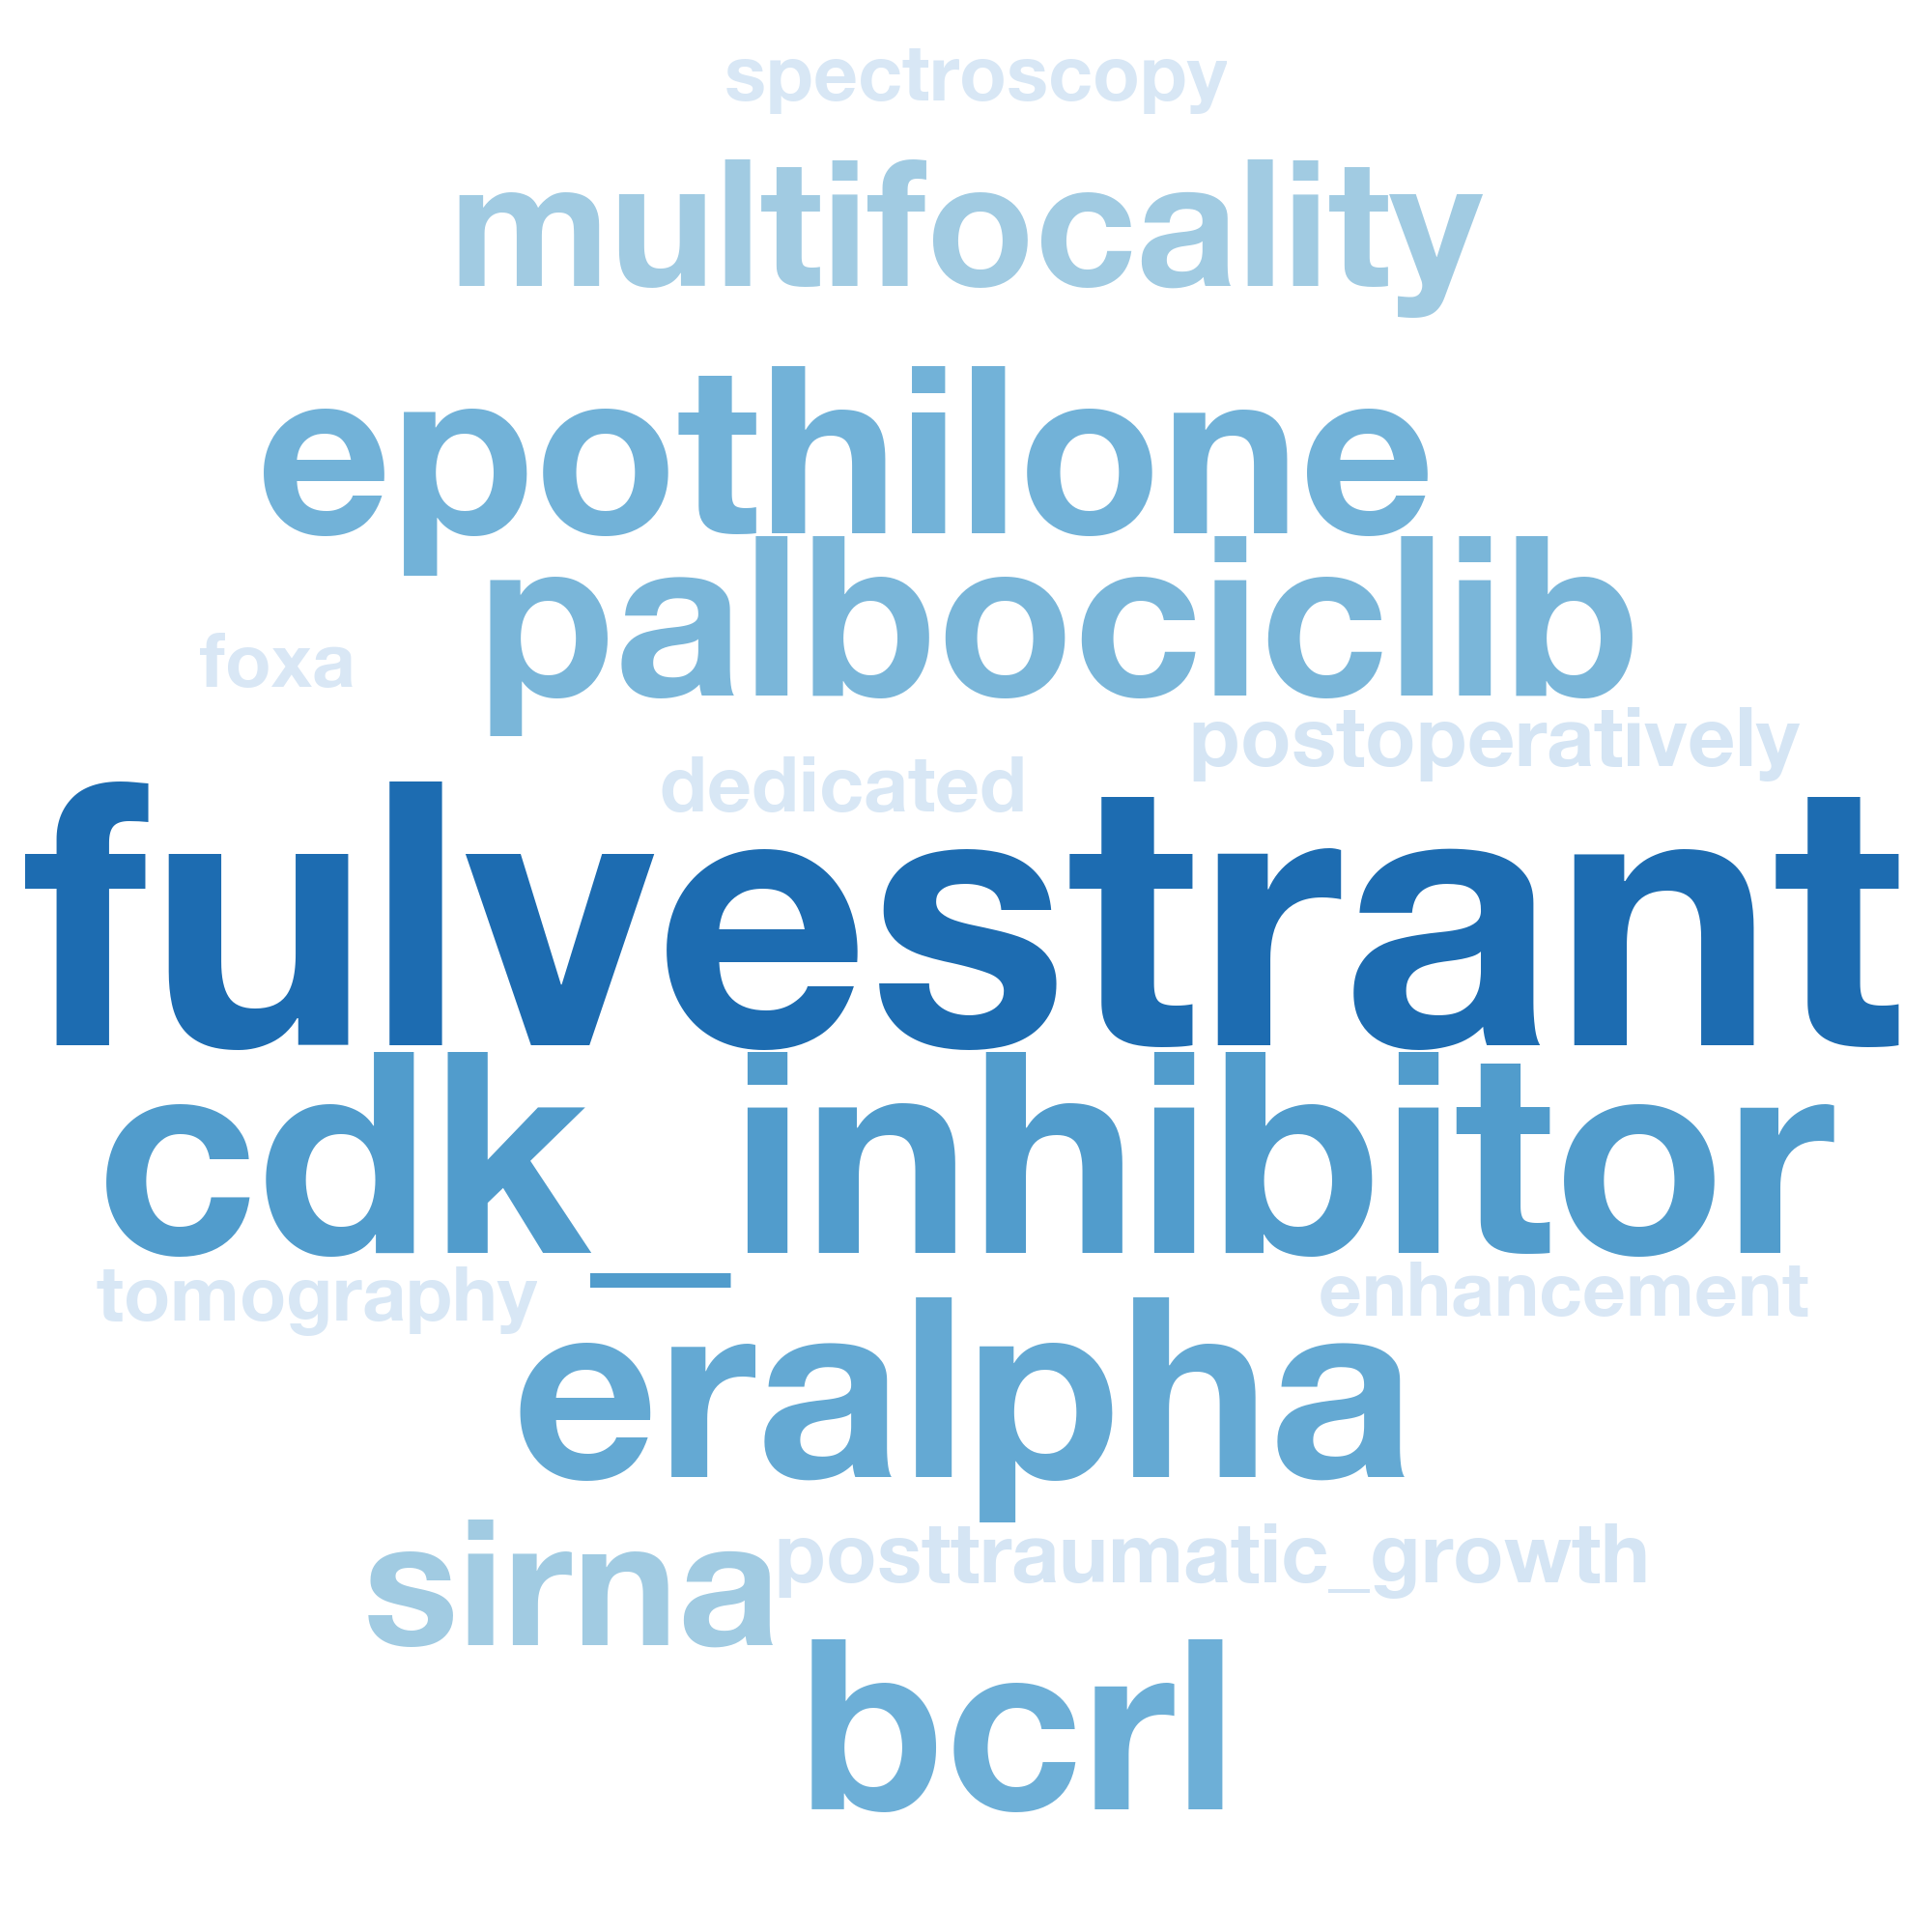 spectroscopy
multifocality
epothilone
palbociclib
foxa
postoperatively
dedicated
fulvestrant
cdk_inhibitor
tomography
enhancement
eralpha
sirna
posttraumatic_growth
bcrl